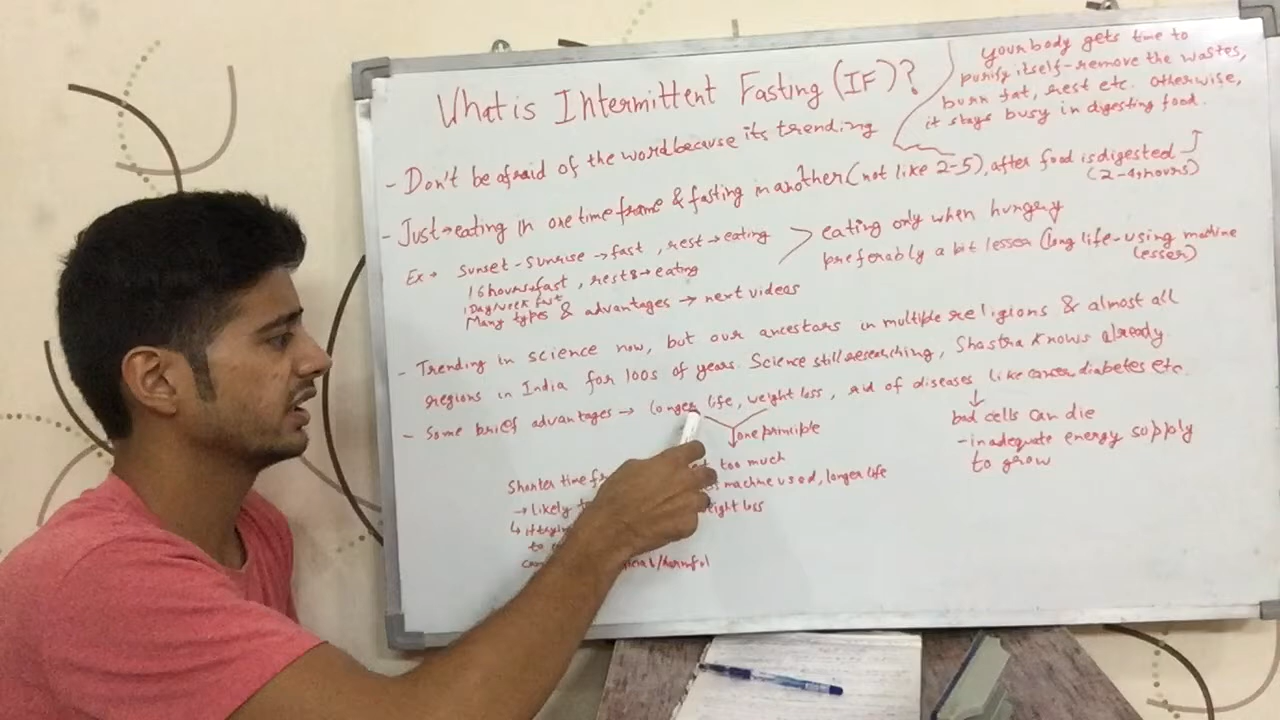 What is Intermittent Fasting (IF)?
your body gets time to
purify itself - remove the wastes,
burn fat, rest etc. Otherwise,
it stays busy in digesting food.
- Don't be afraid of the word because its trending
- Just → eating in one time frame & fasting in another (not like 2-5), after food is digested
(2-4 hours)
Ex → sunset - sunrise → fast, rest → eating
16 hours → fast, rest 8 → eating
1 Day/week fast
Many types & advantages → next videos
eating only when hungry
preferably a bit lesser (long life - using machine
lesser)
- Trending in science now, but our ancestors in multiple religions & almost all
regions in India for 100s of years. Science still researching, Shastra knows already
- Some brief advantages → longer life, weight loss, rid of diseases like cancer, diabetes etc.
one principle
bad cells can die
- inadequate energy supply
to grow
Shorter time too much
→ likely machine used, longer life
weight loss
to
/harmful